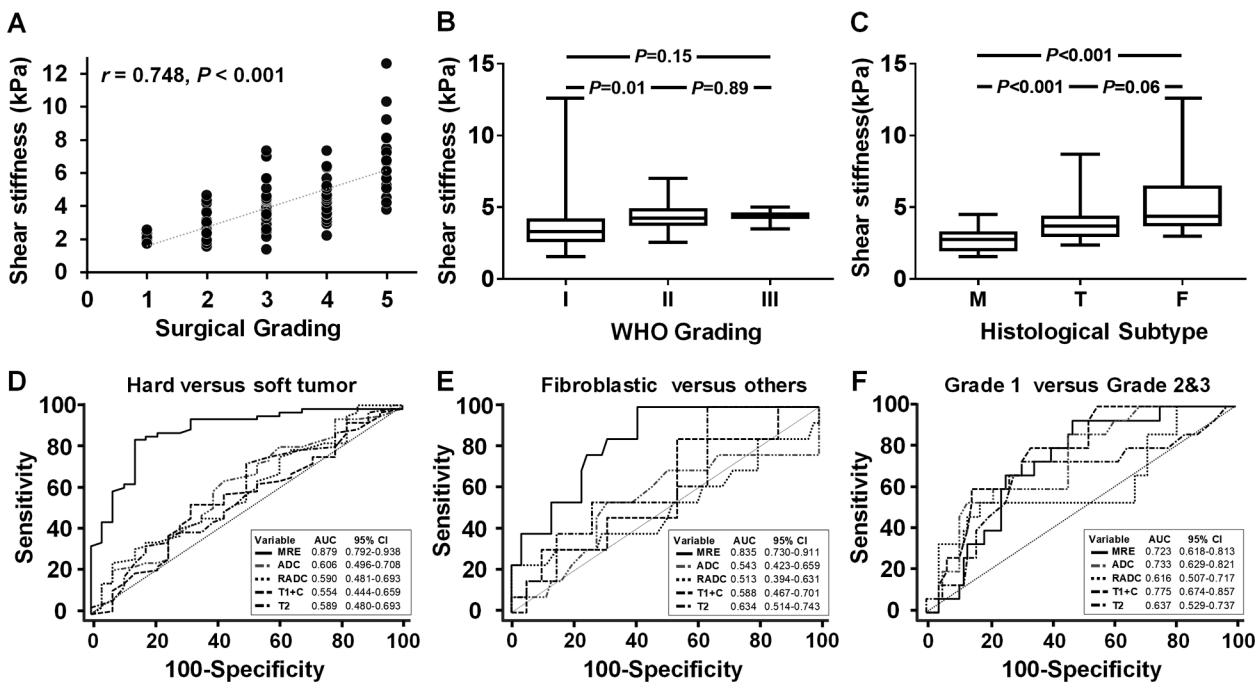 A
r = 0.748, P < 0.001
Shear stiffness (kPa)
12
10
8
6
4
2
0
0 1 2 3 4 5
Surgical Grading
B
P=0.15
P=0.01 P=0.89
Shear stiffness (kPa)
15
10
5
0
I II III
WHO Grading
C
P<0.001
P<0.001 P=0.06
Shear stiffness(kPa)
15
10
5
0
M T F
Histological Subtype
D Hard versus soft tumor
Sensitivity
100
80
60
40
20
0
Variable AUC 95% CI
MRE 0.879 0.792-0.938
ADC 0.606 0.496-0.708
RADC 0.590 0.481-0.693
T1+C 0.554 0.444-0.659
T2 0.589 0.480-0.693
0 20 40 60 80 100
100-Specificity
E Fibroblastic versus others
Sensitivity
100
80
60
40
20
0
Variable AUC 95% CI
MRE 0.835 0.730-0.911
ADC 0.543 0.423-0.659
RADC 0.513 0.394-0.631
T1+C 0.588 0.467-0.701
T2 0.634 0.514-0.743
0 20 40 60 80 100
100-Specificity
F Grade 1 versus Grade 2&3
Sensitivity
100
80
60
40
20
0
Variable AUC 95% CI
MRE 0.723 0.618-0.813
ADC 0.733 0.629-0.821
RADC 0.616 0.507-0.717
T1+C 0.775 0.674-0.857
T2 0.637 0.529-0.737
0 20 40 60 80 100
100-Specificity